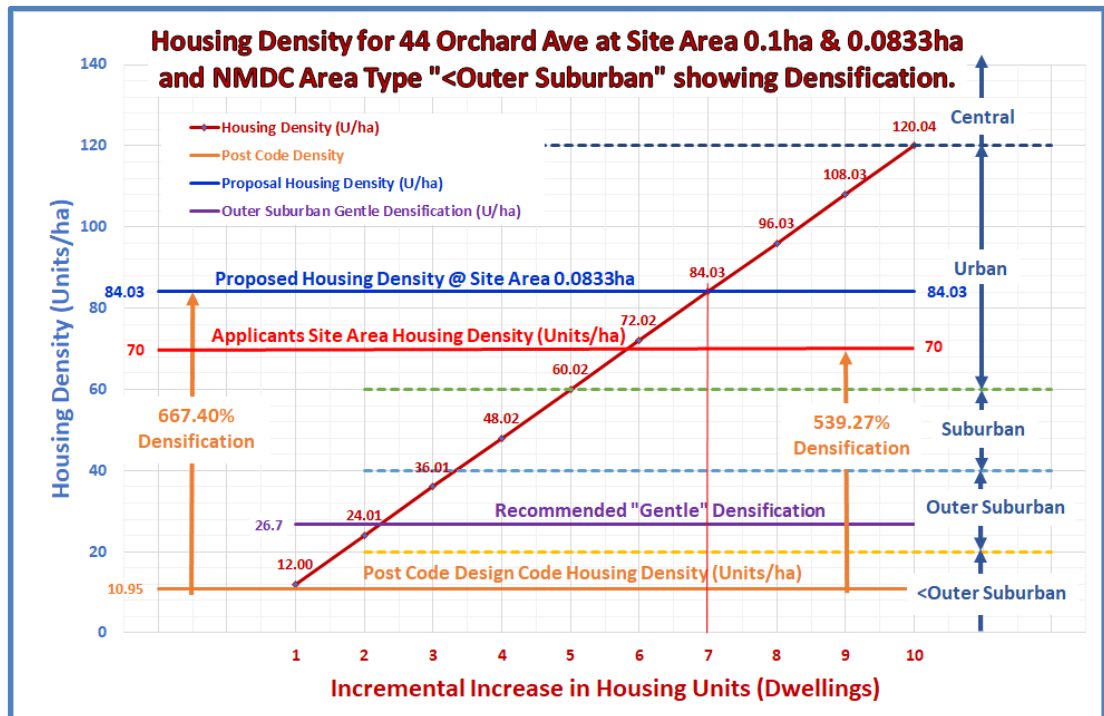 Housing Density for 44 Orchard Ave at Site Area 0.1ha & 0.0833ha
and NMDC Area Type "<Outer Suburban" showing Densification.
Housing Density (Units/ha)
140
120
100
80
60
40
20
0
Housing Density (U/ha)
Post Code Density
Proposal Housing Density (U/ha)
Outer Suburban Gentle Densification (U/ha)
120.04
108.03
96.03
84.03
72.02
60.02
48.02
36.01
24.01
12.00
Central
Urban
Suburban
Outer Suburban
<Outer Suburban
84.03
Proposed Housing Density @ Site Area 0.0833ha
84.03
70
Applicants Site Area Housing Density (Units/ha)
70
667.40%
Densification
539.27%
Densification
26.7
Recommended "Gentle" Densification
10.95
Post Code Design Code Housing Density (Units/ha)
1 2 3 4 5 6 7 8 9 10
Incremental Increase in Housing Units (Dwellings)